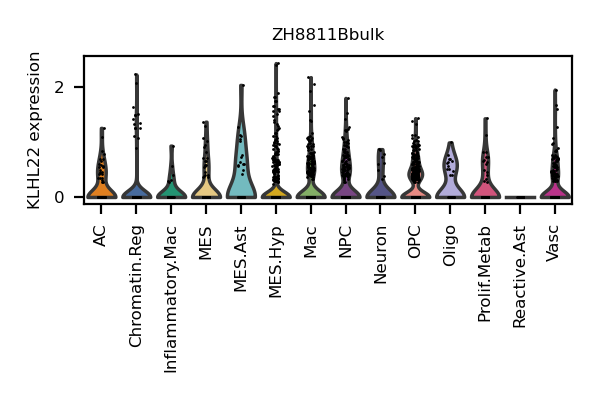 ZH8811Bbulk
KLHL22 expression
2
0
AC
Chromatin.Reg
Inflammatory.Mac
MES
MES.Ast
MES.Hyp
Mac
NPC
Neuron
OPC
Oligo
Prolif.Metab
Reactive.Ast
Vasc